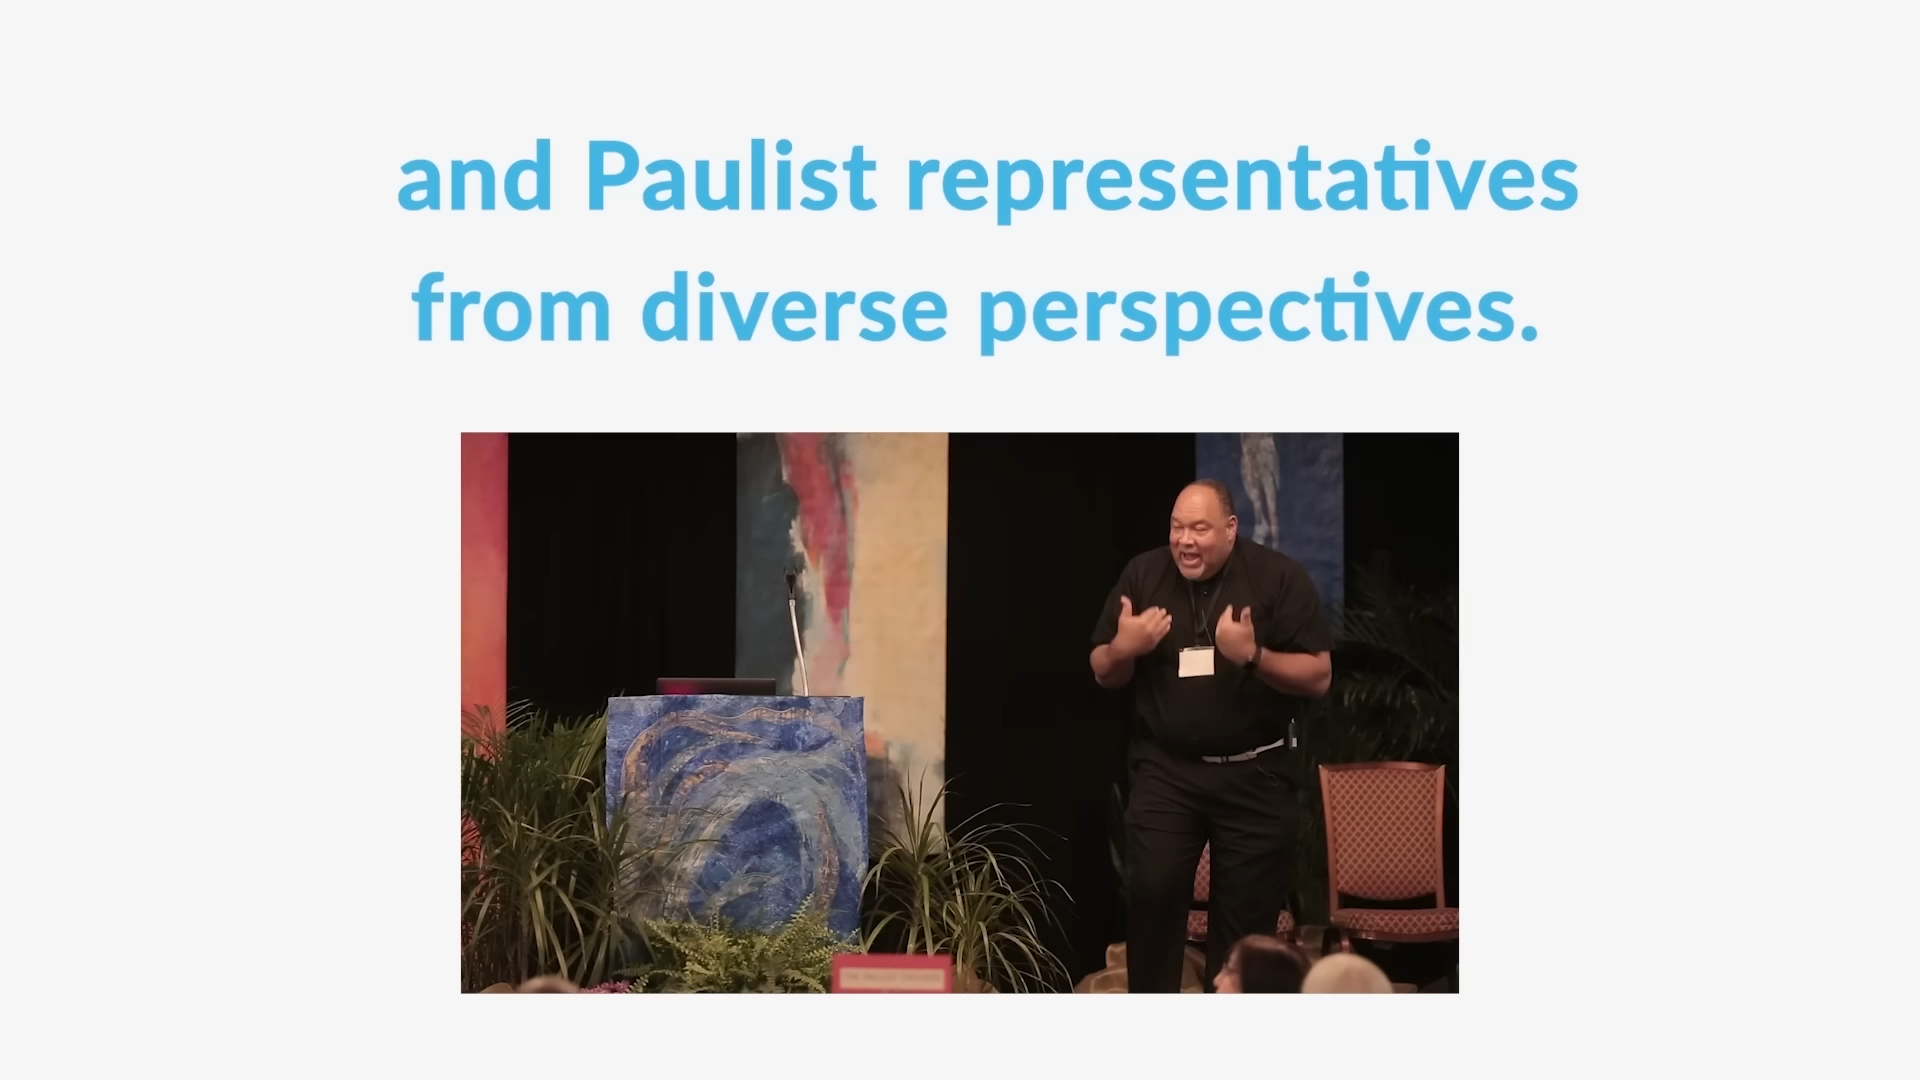 and Paulist representatives
from diverse perspectives.